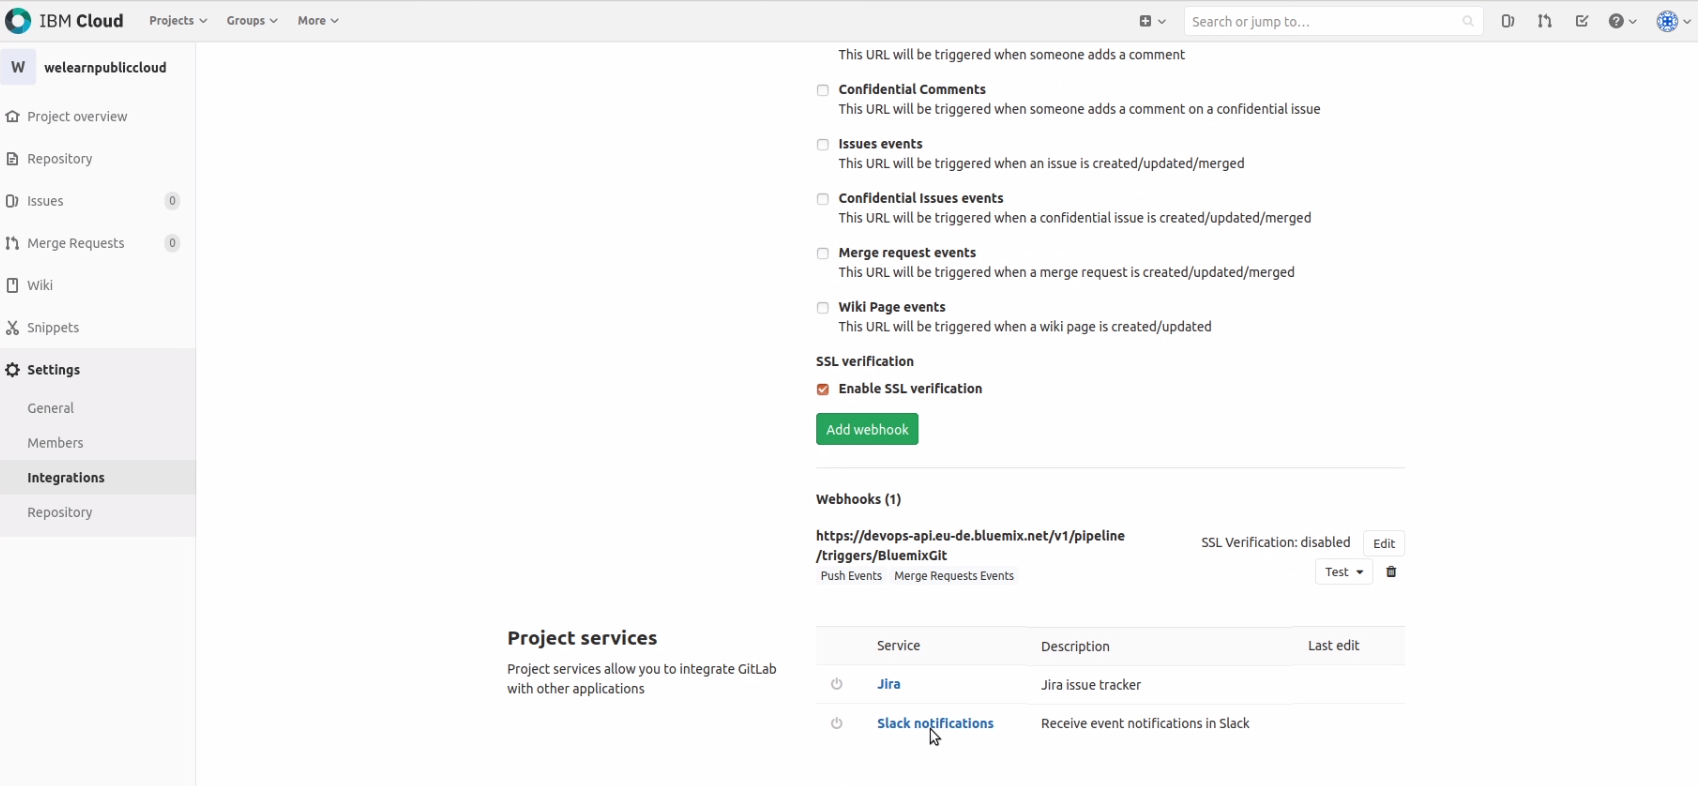 IBM Cloud
Projects
Groups
More
Search or jump to...
W
welearnpubliccloud
Project overview
Repository
Issues
0
Merge Requests
0
Wiki
Snippets
Settings
General
Members
Integrations
Repository
This URL will be triggered when someone adds a comment
Confidential Comments
This URL will be triggered when someone adds a comment on a confidential issue
Issues events
This URL will be triggered when an issue is created/updated/merged
Confidential Issues events
This URL will be triggered when a confidential issue is created/updated/merged
Merge request events
This URL will be triggered when a merge request is created/updated/merged
Wiki Page events
This URL will be triggered when a wiki page is created/updated
SSL verification
Enable SSL verification
Add webhook
Webhooks (1)
https://devops-api.eu-de.bluemix.net/v1/pipeline
/triggers/BluemixGit
Push Events
Merge Requests Events
SSL Verification: disabled
Edit
Test
Project services
Project services allow you to integrate GitLab
with other applications
Service
Description
Last edit
Jira
Jira issue tracker
Slack notifications
Receive event notifications in Slack